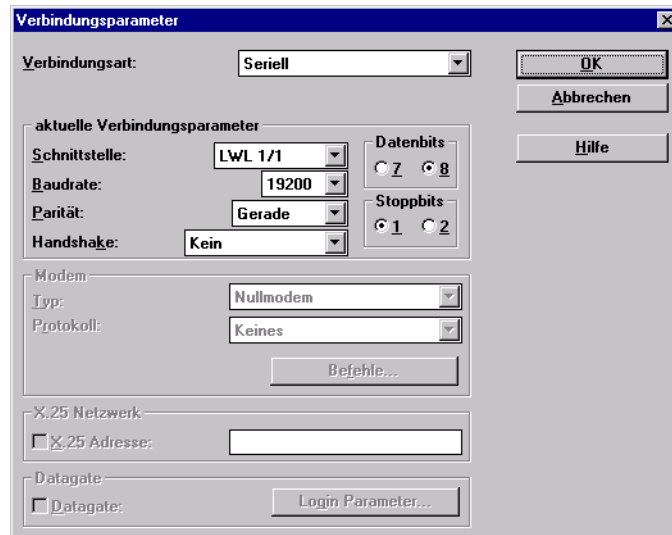 Verbindungsparameter
Verbindungsart: Seriell
OK
Abbrechen
Hilfe
aktuelle Verbindungsparameter
Schnittstelle: LWL 1/1
Baudrate: 19200
Parität: Gerade
Handshake: Kein
Datenbits
7 8
Stoppbits
1 2
Modem
Typ: Nullmodem
Protokoll: Keines
Befehle...
X.25 Netzwerk
X.25 Adresse:
Datagate
Datagate: Login Parameter...